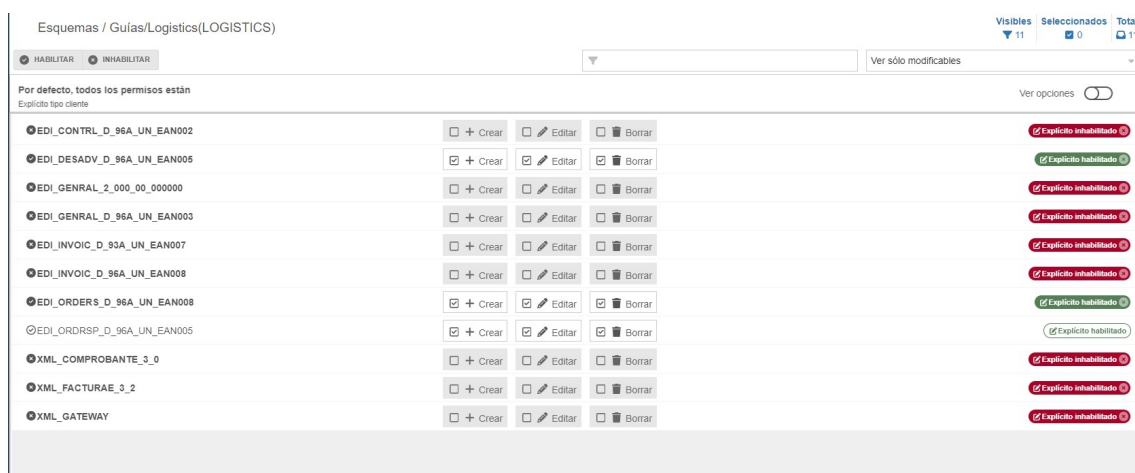 Esquemas / Guías/Logistics(LOGISTICS)
Visibles Seleccionados
11 0
HABILITAR INHABILITAR
Ver sólo modificables
Por defecto, todos los permisos están
Explícito tipo cliente
Ver opciones
EDI_CONTRL_D_96A_UN_EAN002 Crear Editar Borrar Explícito inhabilitado
EDI_DESADV_D_96A_UN_EAN005 Crear Editar Borrar Explícito habilitado
EDI_GENRAL_2_000_00_000000 Crear Editar Borrar Explícito inhabilitado
EDI_GENRAL_D_96A_UN_EAN003 Crear Editar Borrar Explícito inhabilitado
EDI_INVOIC_D_93A_UN_EAN007 Crear Editar Borrar Explícito inhabilitado
EDI_INVOIC_D_96A_UN_EAN008 Crear Editar Borrar Explícito inhabilitado
EDI_ORDERS_D_96A_UN_EAN008 Crear Editar Borrar Explícito habilitado
EDI_ORDRSP_D_96A_UN_EAN005 Crear Editar Borrar Explícito habilitado
XML_COMPROBANTE_3_0 Crear Editar Borrar Explícito inhabilitado
XML_FACTURAE_3_2 Crear Editar Borrar Explícito inhabilitado
XML_GATEWAY Crear Editar Borrar Explícito inhabilitado